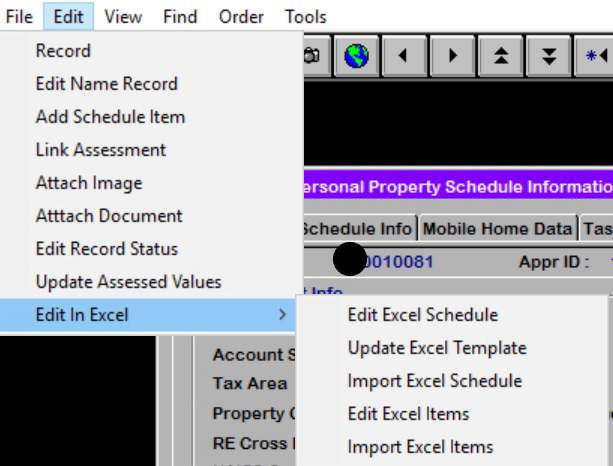 File Edit View Find Order Tools
Record
Edit Name Record
Add Schedule Item
Link Assessment
Attach Image
Atttach Document
Edit Record Status
Update Assessed Values
Edit In Excel >
ersonal Property Schedule Informatio
Schedule Info Mobile Home Data Tas
0010081 Appr ID :
t Info
Edit Excel Schedule
Update Excel Template
Import Excel Schedule
Edit Excel Items
Import Excel Items
Account S
Tax Area
Property
RE Cross